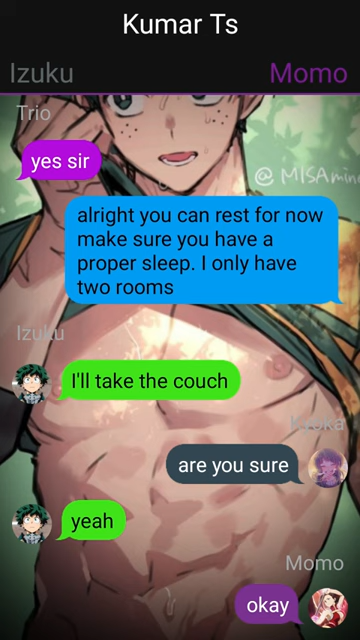 Kumar Ts
Izuku
Momo
Trio
yes sir
@MISAmine
alright you can rest for now
make sure you have a
proper sleep. I only have
two rooms
Izuku
I'll take the couch
Kyoka
are you sure
yeah
Momo
okay